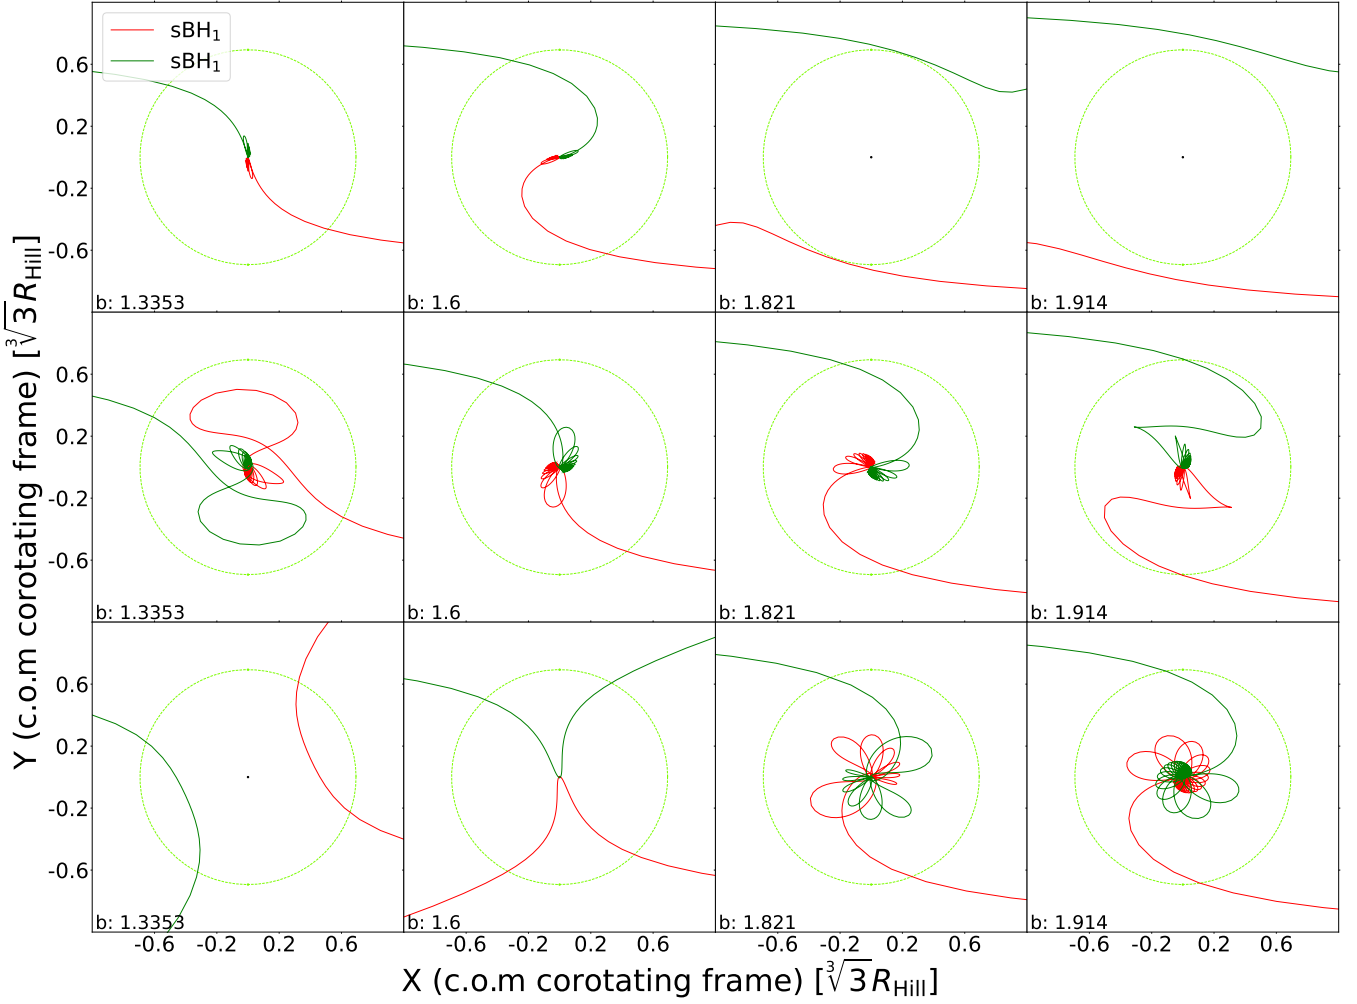 sBH₁
sBH₁
0.6
0.2
-0.2
-0.6
b: 1.3353
b: 1.6
b: 1.821
b: 1.914
0.6
0.2
-0.2
-0.6
b: 1.3353
b: 1.6
b: 1.821
b: 1.914
0.6
0.2
-0.2
-0.6
b: 1.3353
b: 1.6
b: 1.821
b: 1.914
-0.6 -0.2 0.2 0.6 -0.6 -0.2 0.2 0.6 -0.6 -0.2 0.2 0.6 -0.6 -0.2 0.2 0.6
X (c.o.m corotating frame) [∛3R_Hill]
Y (c.o.m corotating frame) [∛3R_Hill]